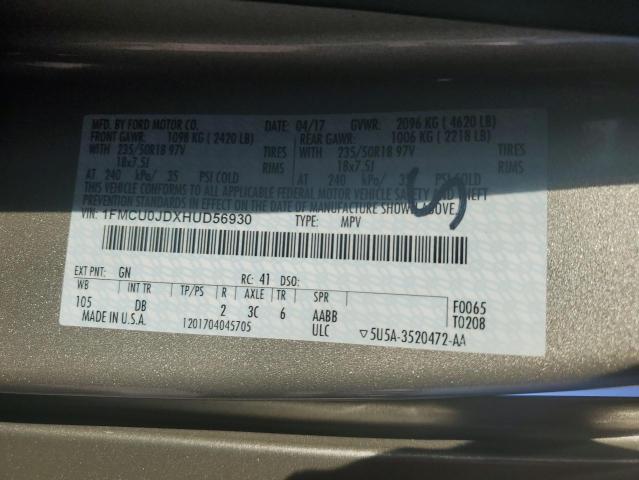 MFD. BY FORD MOTOR CO. DATE: 04/17 GVWR: 2096 KG ( 4620 LB)
FRONT GAWR: 1098 KG ( 2420 LB) REAR GAWR: 1006 KG ( 2218 LB)
WITH 235/50R18 97V TIRES WITH 235/50R18 97V TIRES
18x7.5J RIMS 18x7.5J RIMS
AT 240 kPa/ 35 PSI COLD AT 240 kPa/ 35 PSI COLD
THIS VEHICLE CONFORMS TO ALL APPLICABLE FEDERAL MOTOR VEHICLE SAFETY AND THEFT
PREVENTION STANDARDS IN EFFECT ON THE DATE OF MANUFACTURE SHOWN ABOVE.
VIN: 1FMCU0JDXHUD56930 TYPE: MPV
EXT PNT: GN RC: 41 DSO:
WB INT TR TP/PS R AXLE TR SPR
105 DB 2 3C 6 AABB
F0065
T0208
MADE IN U.S.A. 1201704045705 ULC ▽5U5A-3520472-AA